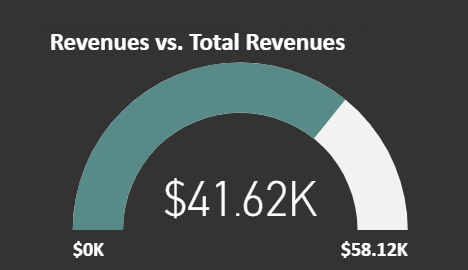 Revenues vs. Total Revenues
$41.62K
$0K
$58.12K